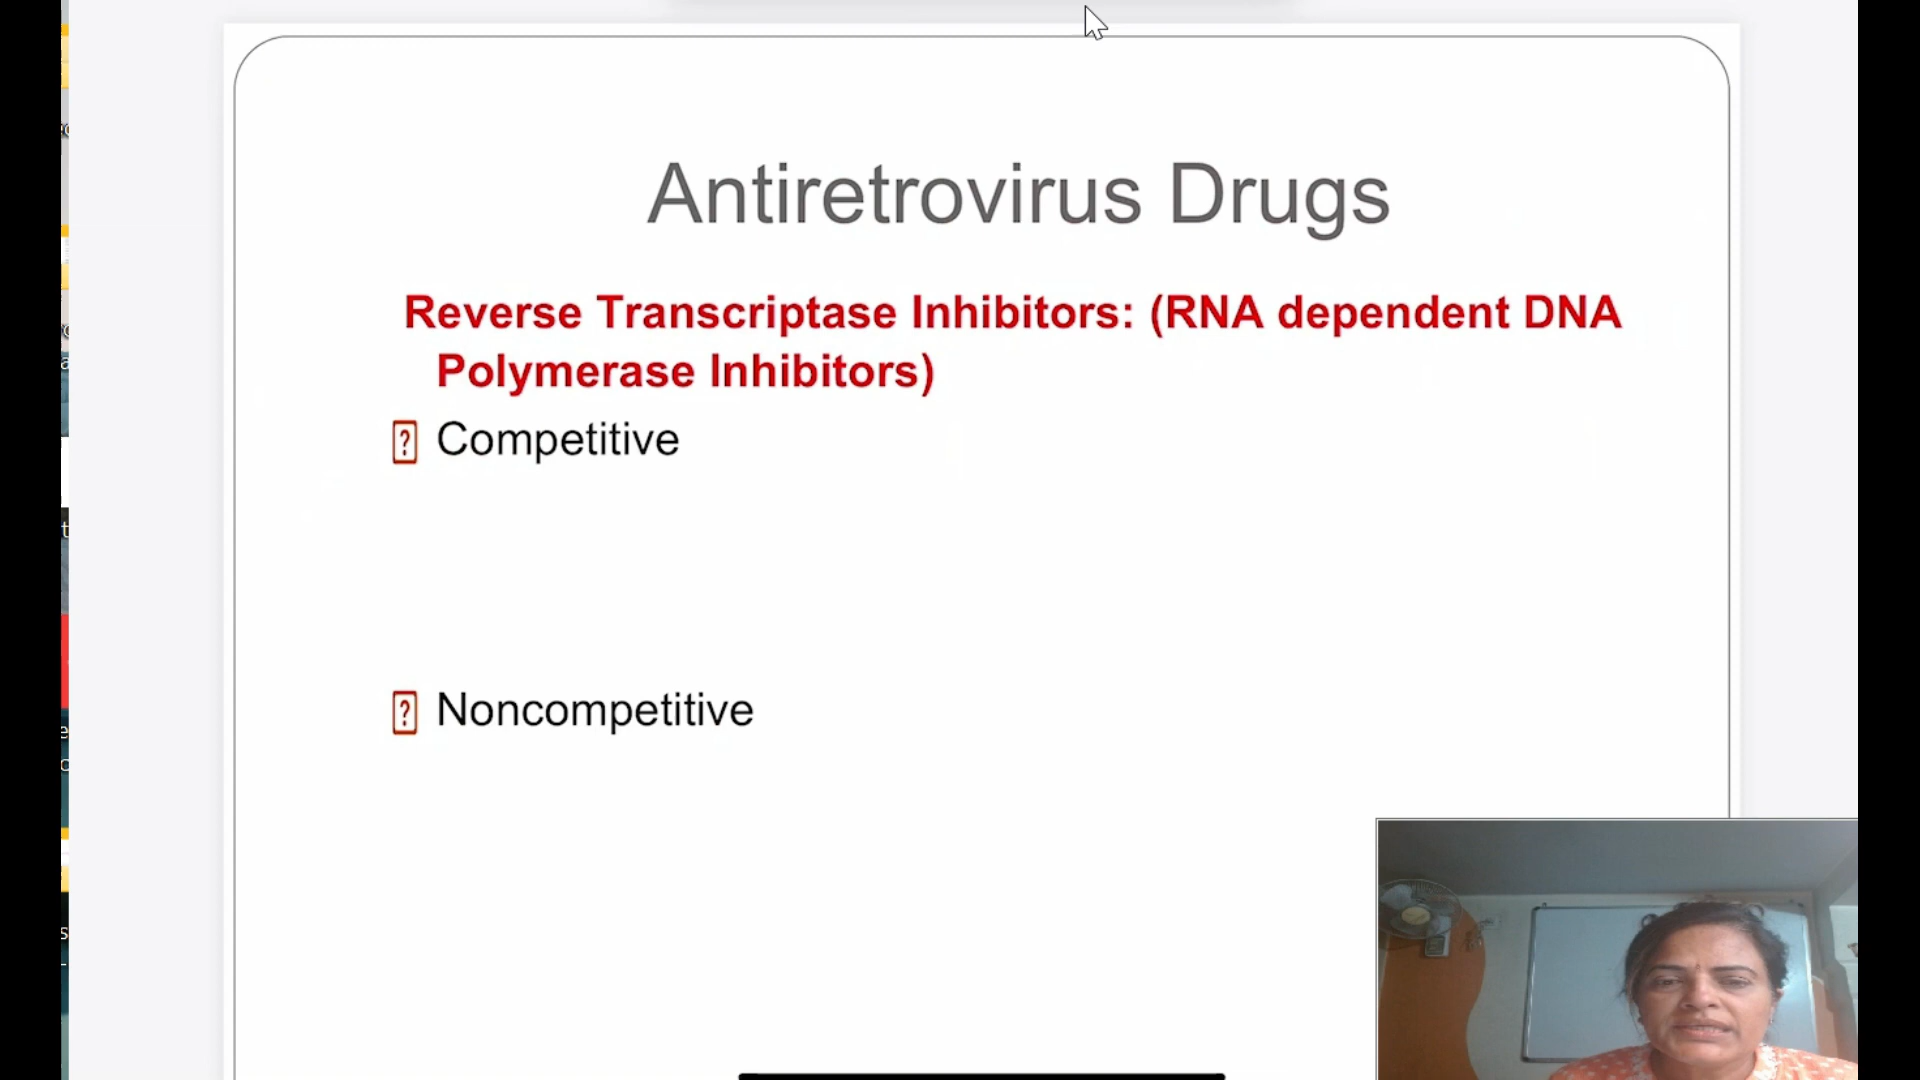 Antiretrovirus Drugs
Reverse Transcriptase Inhibitors: (RNA dependent DNA
Polymerase Inhibitors)
Competitive
Noncompetitive